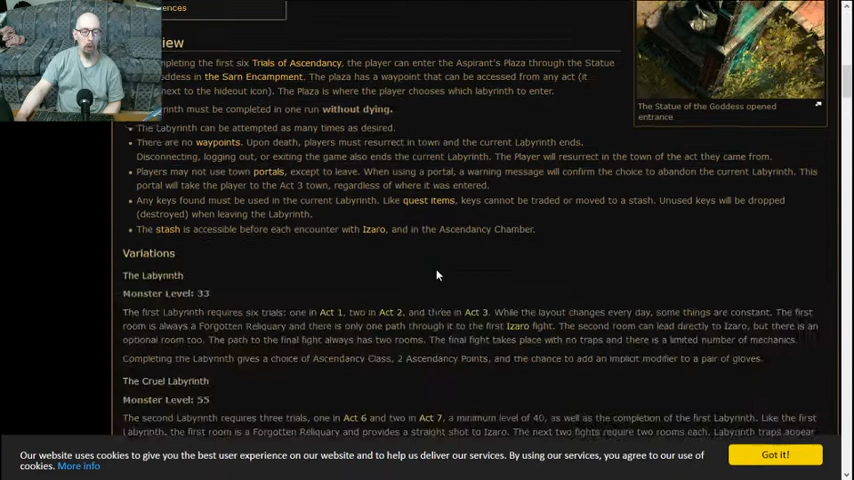 ences
iew
ompleting the first six Trials of Ascendancy, the player can enter the Aspirant's Plaza through the Statue
oddess in the Sarn Encampment. The plaza has a waypoint that can be accessed from any act (it
next to the hideout icon). The Plaza is where the player chooses which labyrinth to enter.
The Statue of the Goddess opened
entrance
yrinth must be completed in one run without dying.
The Labyrinth can be attempted as many times as desired.
There are no waypoints. Upon death, players must resurrect in town and the current Labyrinth ends.
Disconnecting, logging out, or exiting the game also ends the current Labyrinth. The Player will resurrect in the town of the act they came from.
Players may not use town portals, except to leave. When using a portal, a warning message will confirm the choice to abandon the current Labyrinth. This
portal will take the player to the Act 3 town, regardless of where it was entered.
Any keys found must be used in the current Labyrinth. Like quest items, keys cannot be traded or moved to a stash. Unused keys will be dropped
(destroyed) when leaving the Labyrinth.
The stash is accessible before each encounter with Izaro, and in the Ascendancy Chamber.
Variations
The Labyrinth
Monster Level: 33
The first Labyrinth requires six trials: one in Act 1, two in Act 2, and three in Act 3. While the layout changes every day, some things are constant. The first
room is always a Forgotten Reliquary and there is only one path through it to the first Izaro fight. The second room can lead directly to Izaro, but there is an
optional room too. The path to the final fight always has two rooms. The final fight takes place with no traps and there is a limited number of mechanics.
Completing the Labyrinth gives a choice of Ascendancy Class, 2 Ascendancy Points, and the chance to add an implicit modifier to a pair of gloves.
The Cruel Labyrinth
Monster Level: 55
The second Labyrinth requires three trials, one in Act 6 and two in Act 7, a minimum level of 40, as well as the completion of the first Labyrinth. Like the first
Labyrinth, the first room is a Forgotten Reliquary and provides a straight shot to Izaro. The next two fights require two rooms each. Labyrinth traps appear
Our website uses cookies to give you the best user experience on our website and to help us deliver our services. By using our services, you agree to our use of
cookies. More info
Got it!